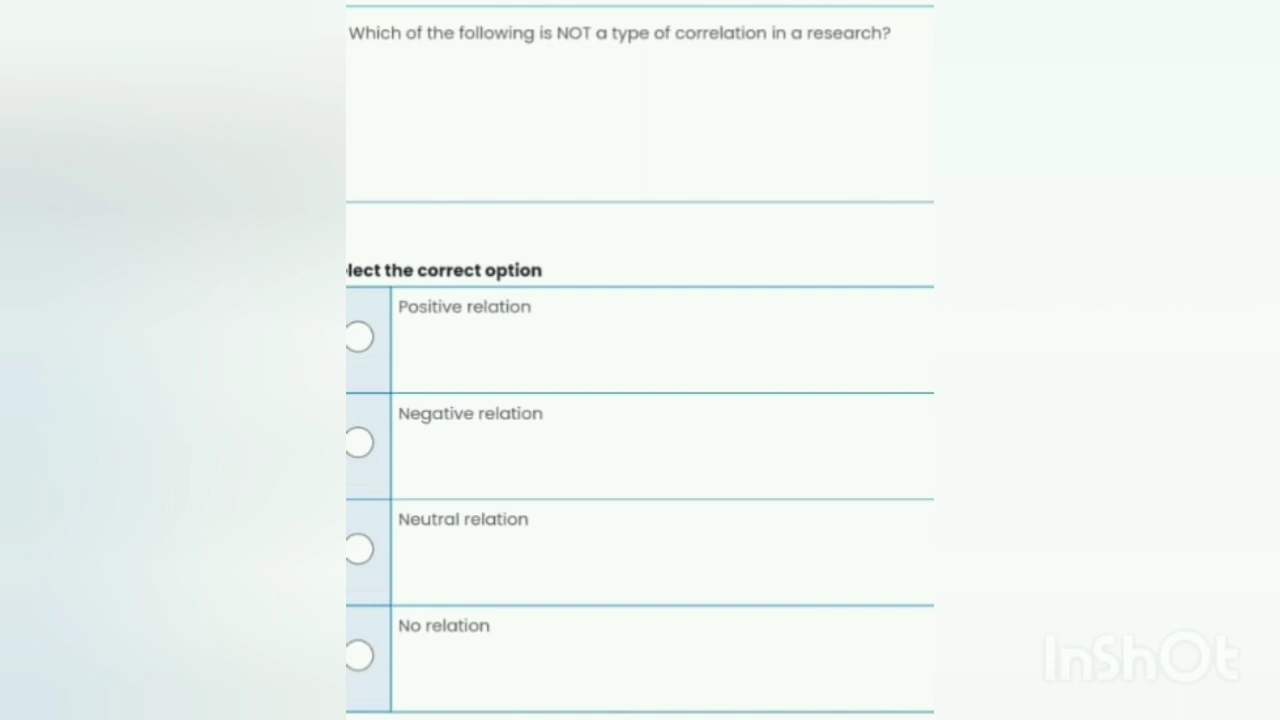 Which of the following is NOT a type of correlation in a research?
lect the correct option
Positive relation
Negative relation
Neutral relation
No relation
InShOt